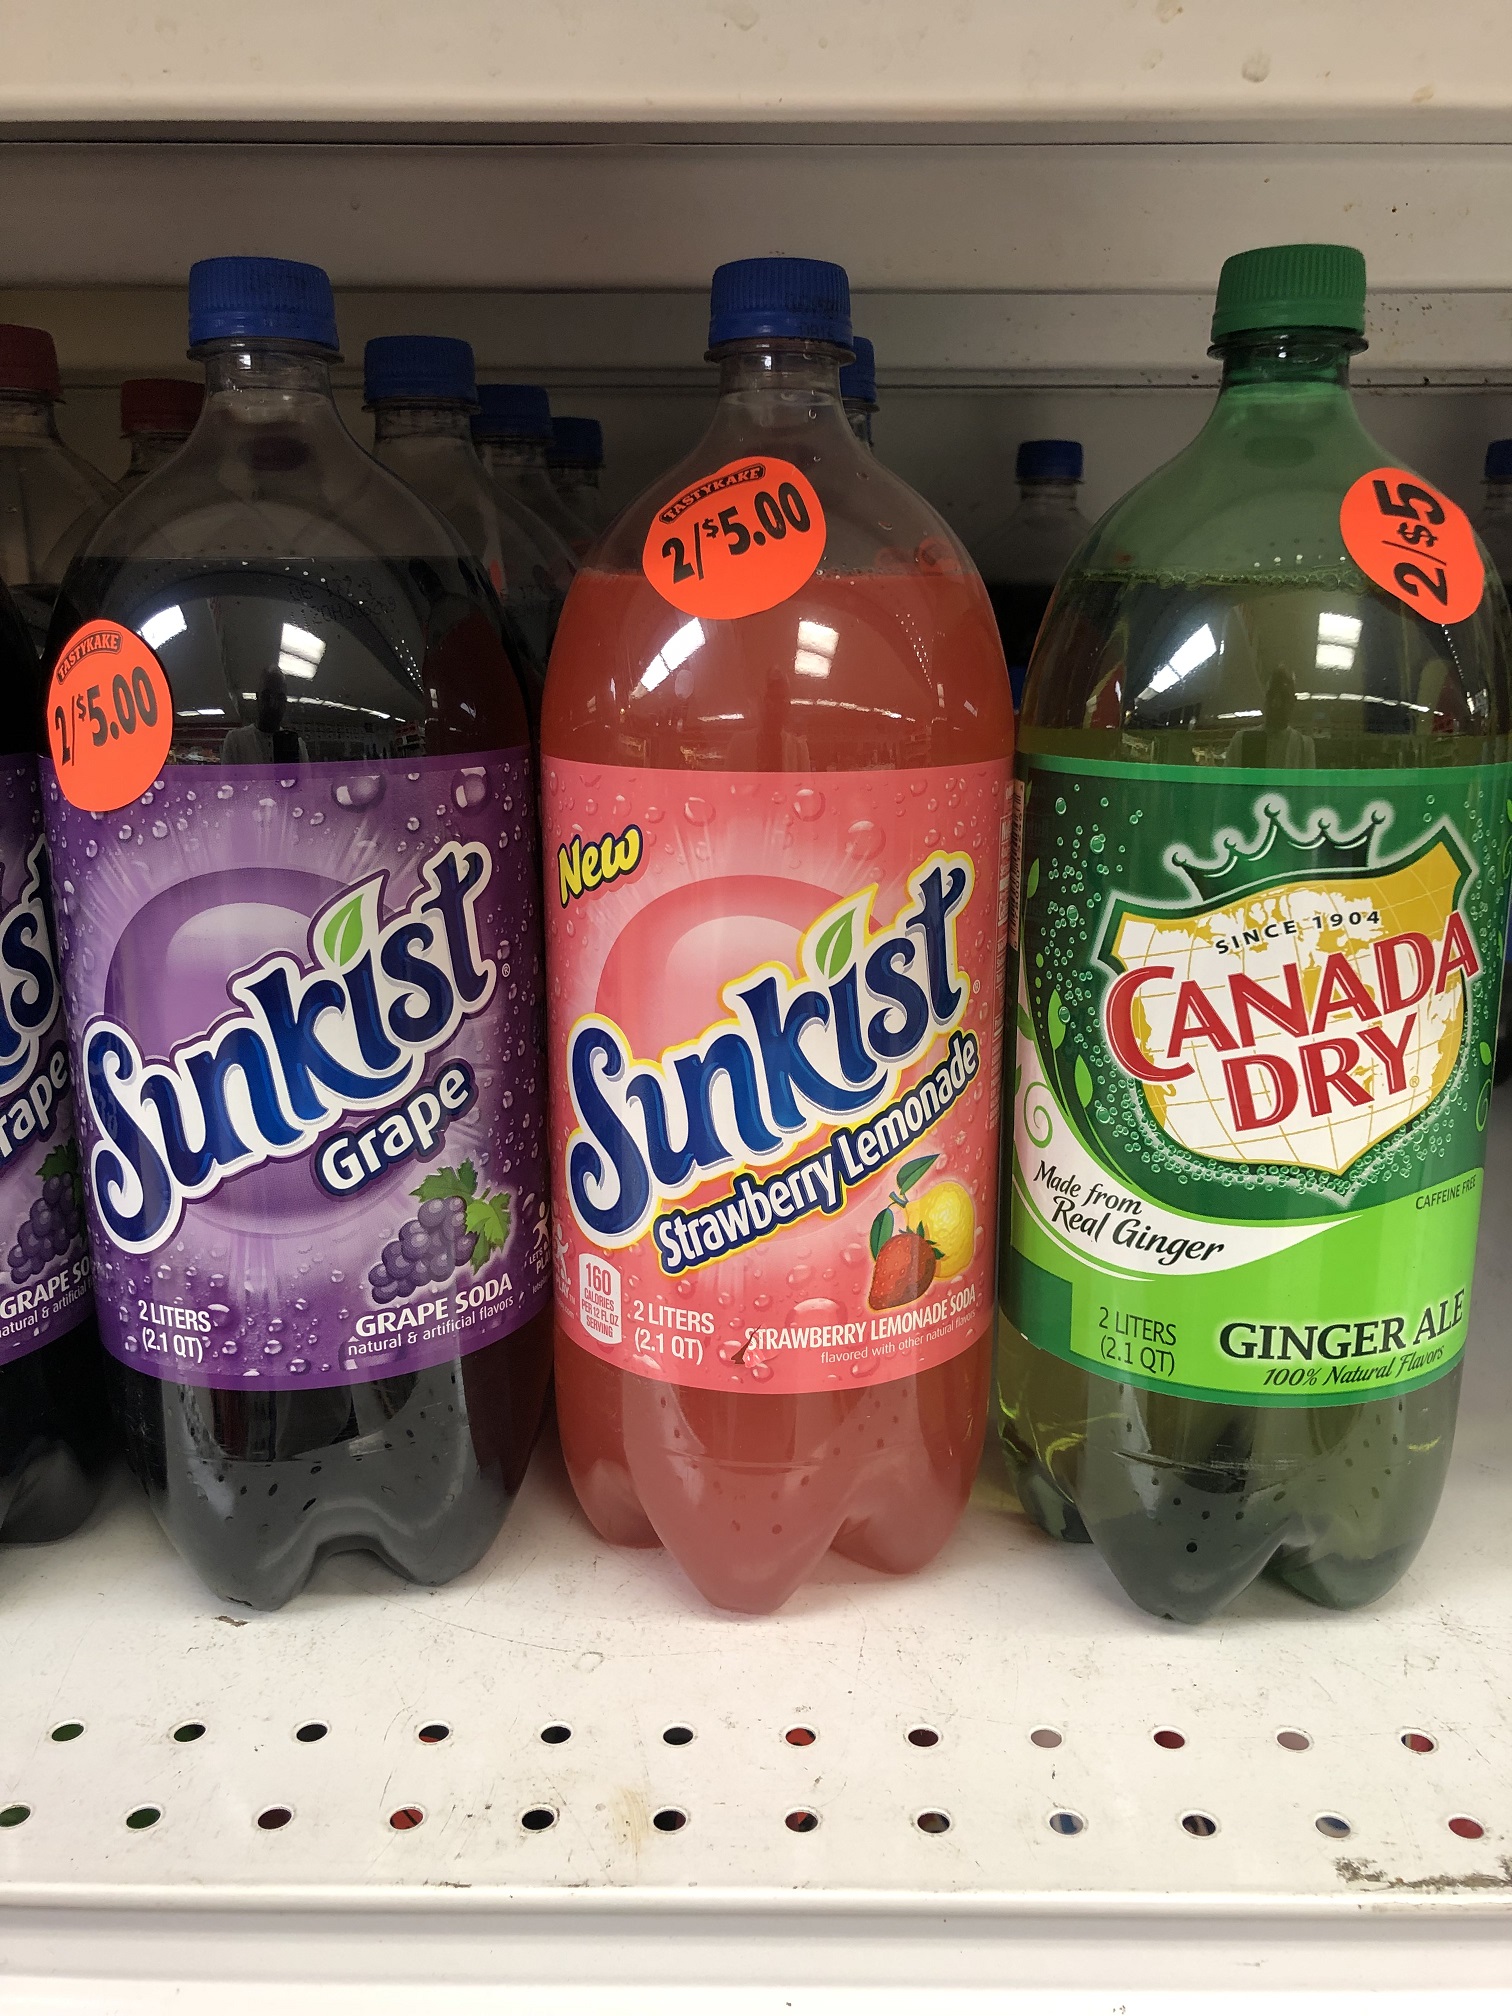 TASTYKAKE
2/$5.00
Sunkist®
Grape
2 LITERS
(2.1 QT)
GRAPE SODA
natural & artificial flavors
TASTYKAKE
2/$5.00
New
Sunkist®
Strawberry Lemonade
160
CALORIES
PER 12 FL OZ
SERVING
2 LITERS
(2.1 QT)
STRAWBERRY LEMONADE SODA
flavored with other natural flavors
2/$5
SINCE 1904
CANADA
DRY®
Made from
Real Ginger
CAFFEINE FREE
2 LITERS
(2.1 QT)
GINGER ALE
100% Natural Flavors